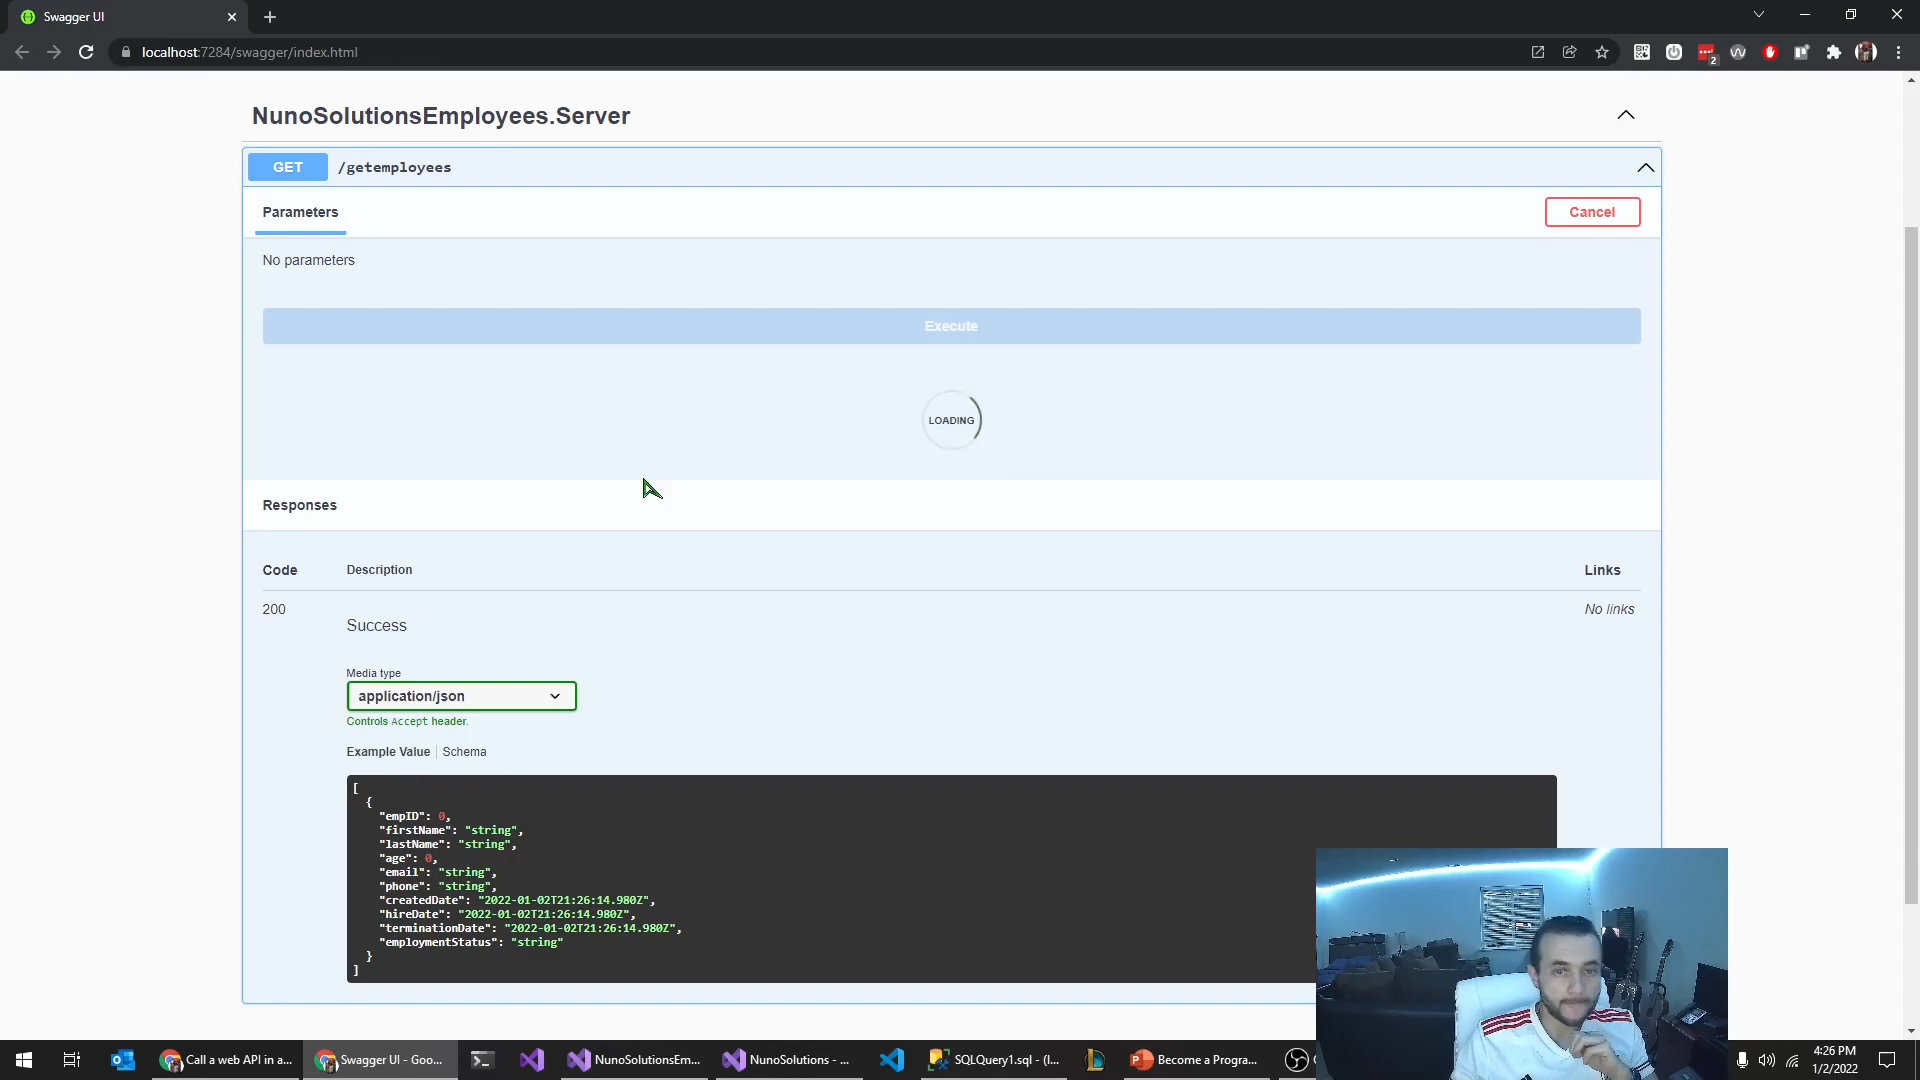 Swagger UI
localhost:7284/swagger/index.html
2
NunoSolutionsEmployees.Server
GET /getemployees
Parameters
Cancel
No parameters
Execute
LOADING
Responses
Code Description Links
200 No links
Success
Media type
application/json
Controls Accept header.
Example Value Schema
[
{
"empID": 0,
"firstName": "string",
"lastName": "string",
"age": 0,
"email": "string",
"phone": "string",
"createdDate": "2022-01-02T21:26:14.980Z",
"hireDate": "2022-01-02T21:26:14.980Z",
"terminationDate": "2022-01-02T21:26:14.980Z",
"employmentStatus": "string"
}
]
Call a web API in a... Swagger UI - Goo... NunoSolutionsEm... NunoSolutions - ... SQLQuery1.sql - (l... Become a Progra...
4:26 PM
1/2/2022